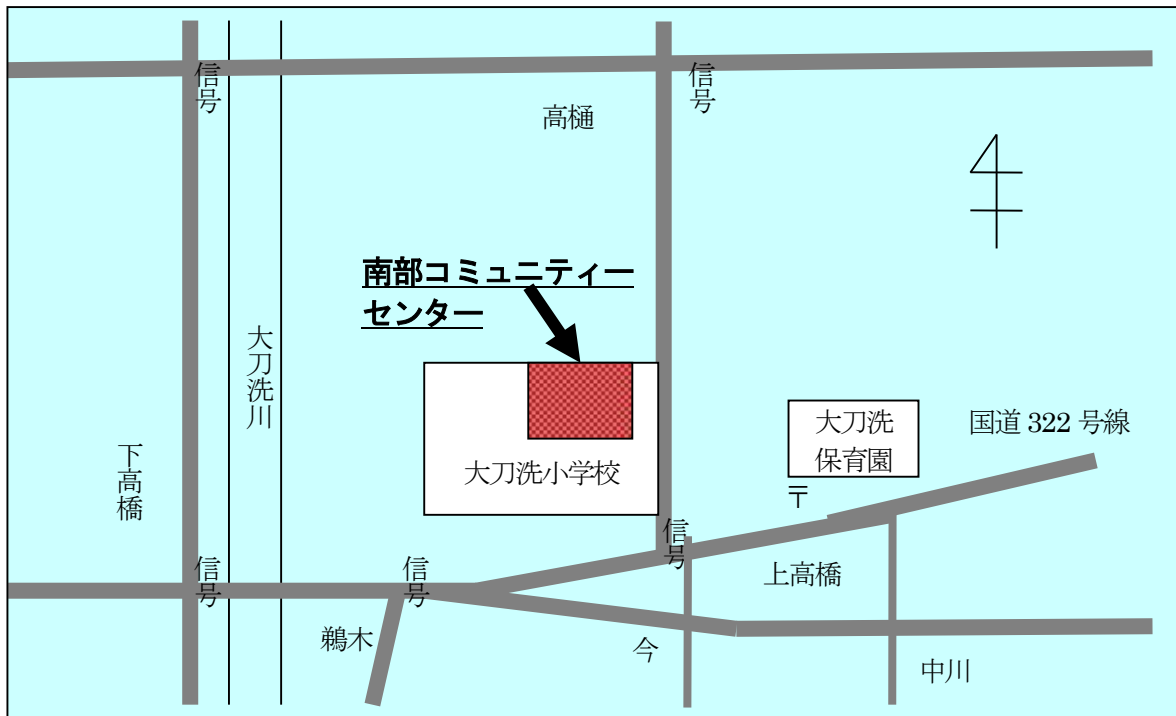 信号
信号
高樋
南部コミュニティー
センター
大刀洗川
下高橋
大刀洗小学校
大刀洗
保育園
国道 322 号線
〒
信号
信号
信号
上高橋
鵜木
今
中川